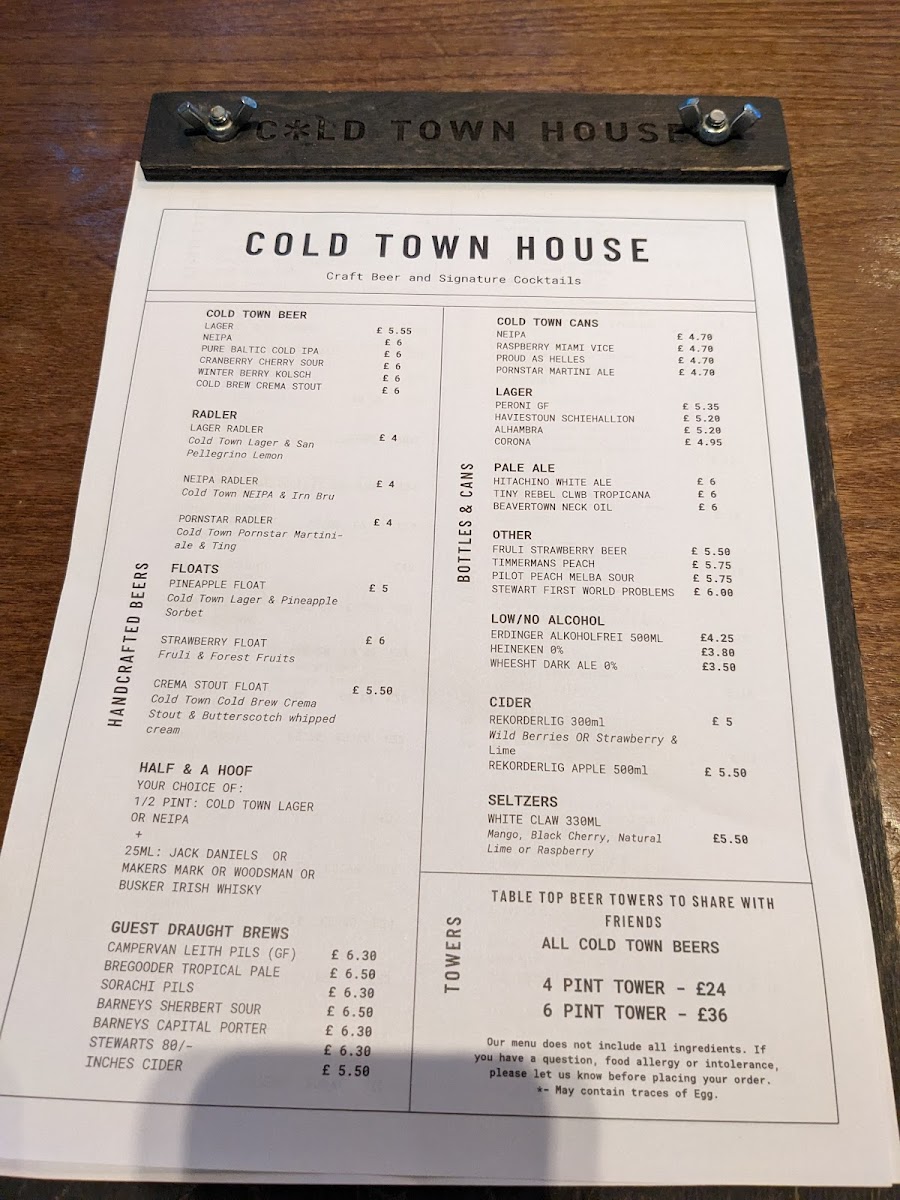 C*LD TOWN HOUSE
COLD TOWN HOUSE
Craft Beer and Signature Cocktails
HANDCRAFTED BEERS
COLD TOWN BEER
LAGER £ 5.55
NEIPA £ 6
PURE BALTIC COLD IPA £ 6
CRANBERRY CHERRY SOUR £ 6
WINTER BERRY KOLSCH £ 6
COLD BREW CREMA STOUT £ 6
RADLER
LAGER RADLER £ 4
Cold Town Lager & San
Pellegrino Lemon
NEIPA RADLER £ 4
Cold Town NEIPA & Irn Bru
PORNSTAR RADLER £ 4
Cold Town Pornstar Martini-
ale & Ting
FLOATS
PINEAPPLE FLOAT £ 5
Cold Town Lager & Pineapple
Sorbet
STRAWBERRY FLOAT £ 6
Fruli & Forest Fruits
CREMA STOUT FLOAT £ 5.50
Cold Town Cold Brew Crema
Stout & Butterscotch whipped
cream
HALF & A HOOF
YOUR CHOICE OF:
1/2 PINT: COLD TOWN LAGER
OR NEIPA
+
25ML: JACK DANIELS OR
MAKERS MARK OR WOODSMAN OR
BUSKER IRISH WHISKY
GUEST DRAUGHT BREWS
CAMPERVAN LEITH PILS (GF) £ 6.30
BREGOODER TROPICAL PALE £ 6.50
SORACHI PILS £ 6.30
BARNEYS SHERBERT SOUR £ 6.50
BARNEYS CAPITAL PORTER £ 6.30
STEWARTS 80/- £ 6.30
INCHES CIDER £ 5.50
BOTTLES & CANS
COLD TOWN CANS
NEIPA £ 4.70
RASPBERRY MIAMI VICE £ 4.70
PROUD AS HELLES £ 4.70
PORNSTAR MARTINI ALE £ 4.70
LAGER
PERONI GF £ 5.35
HAVIESTOUN SCHIEHALLION £ 5.20
ALHAMBRA £ 5.20
CORONA £ 4.95
PALE ALE
HITACHINO WHITE ALE £ 6
TINY REBEL CLWB TROPICANA £ 6
BEAVERTOWN NECK OIL £ 6
OTHER
FRULI STRAWBERRY BEER £ 5.50
TIMMERMANS PEACH £ 5.75
PILOT PEACH MELBA SOUR £ 5.75
STEWART FIRST WORLD PROBLEMS £ 6.00
LOW/NO ALCOHOL
ERDINGER ALKOHOLFREI 500ML £4.25
HEINEKEN 0% £3.80
WHEESHT DARK ALE 0% £3.50
CIDER
REKORDERLIG 300ml £ 5
Wild Berries OR Strawberry &
Lime
REKORDERLIG APPLE 500ml £ 5.50
SELTZERS
WHITE CLAW 330ML
Mango, Black Cherry, Natural £5.50
Lime or Raspberry
TOWERS
TABLE TOP BEER TOWERS TO SHARE WITH
FRIENDS
ALL COLD TOWN BEERS
4 PINT TOWER - £24
6 PINT TOWER - £36
Our menu does not include all ingredients. If
you have a question, food allergy or intolerance,
please let us know before placing your order.
*- May contain traces of Egg.